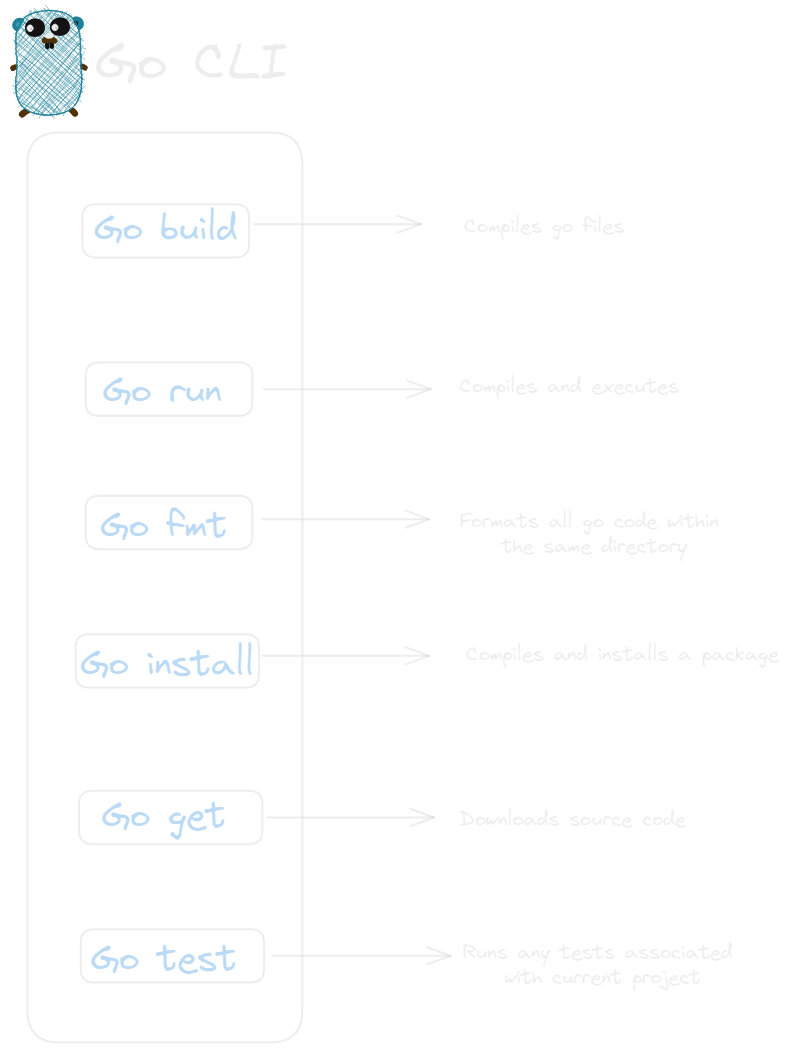 Go CLI
Go build
Compiles go files
Go run
Compiles and executes
Go fmt
Formats all go code within
the same directory
Go install
Compiles and installs a package
Go get
Downloads source code
Go test
Runs any tests associated
with current project